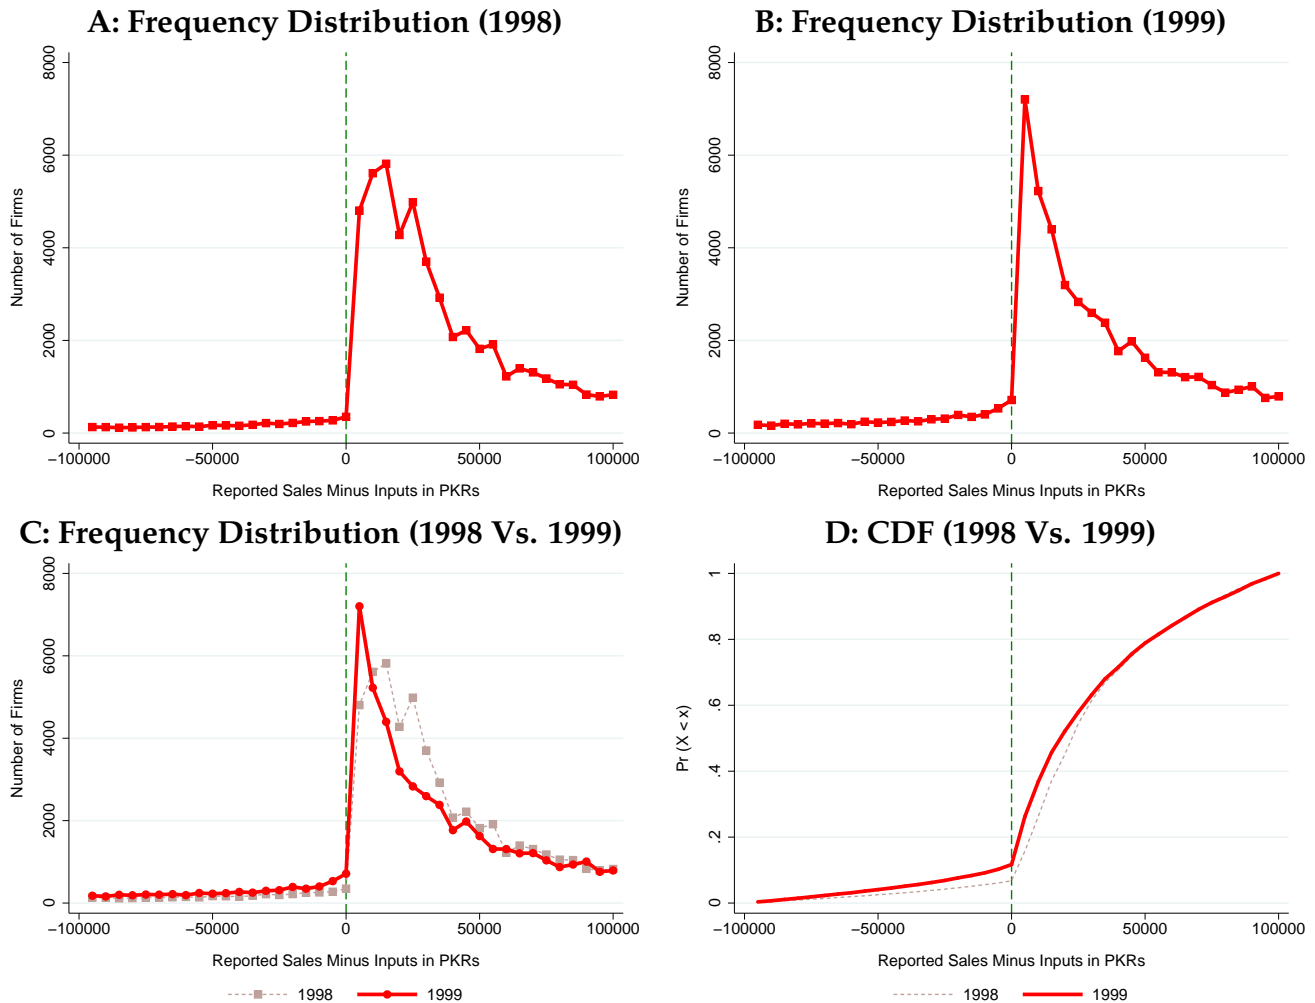 A: Frequency Distribution (1998)
Number of Firms
8000
6000
4000
2000
0
−100000 −50000 0 50000 100000
Reported Sales Minus Inputs in PKRs
B: Frequency Distribution (1999)
Number of Firms
8000
6000
4000
2000
0
−100000 −50000 0 50000 100000
Reported Sales Minus Inputs in PKRs
C: Frequency Distribution (1998 Vs. 1999)
Number of Firms
8000
6000
4000
2000
0
−100000 −50000 0 50000 100000
Reported Sales Minus Inputs in PKRs
1998 1999
D: CDF (1998 Vs. 1999)
Pr (X < x)
1
.8
.6
.4
.2
0
−100000 −50000 0 50000 100000
Reported Sales Minus Inputs in PKRs
1998 1999